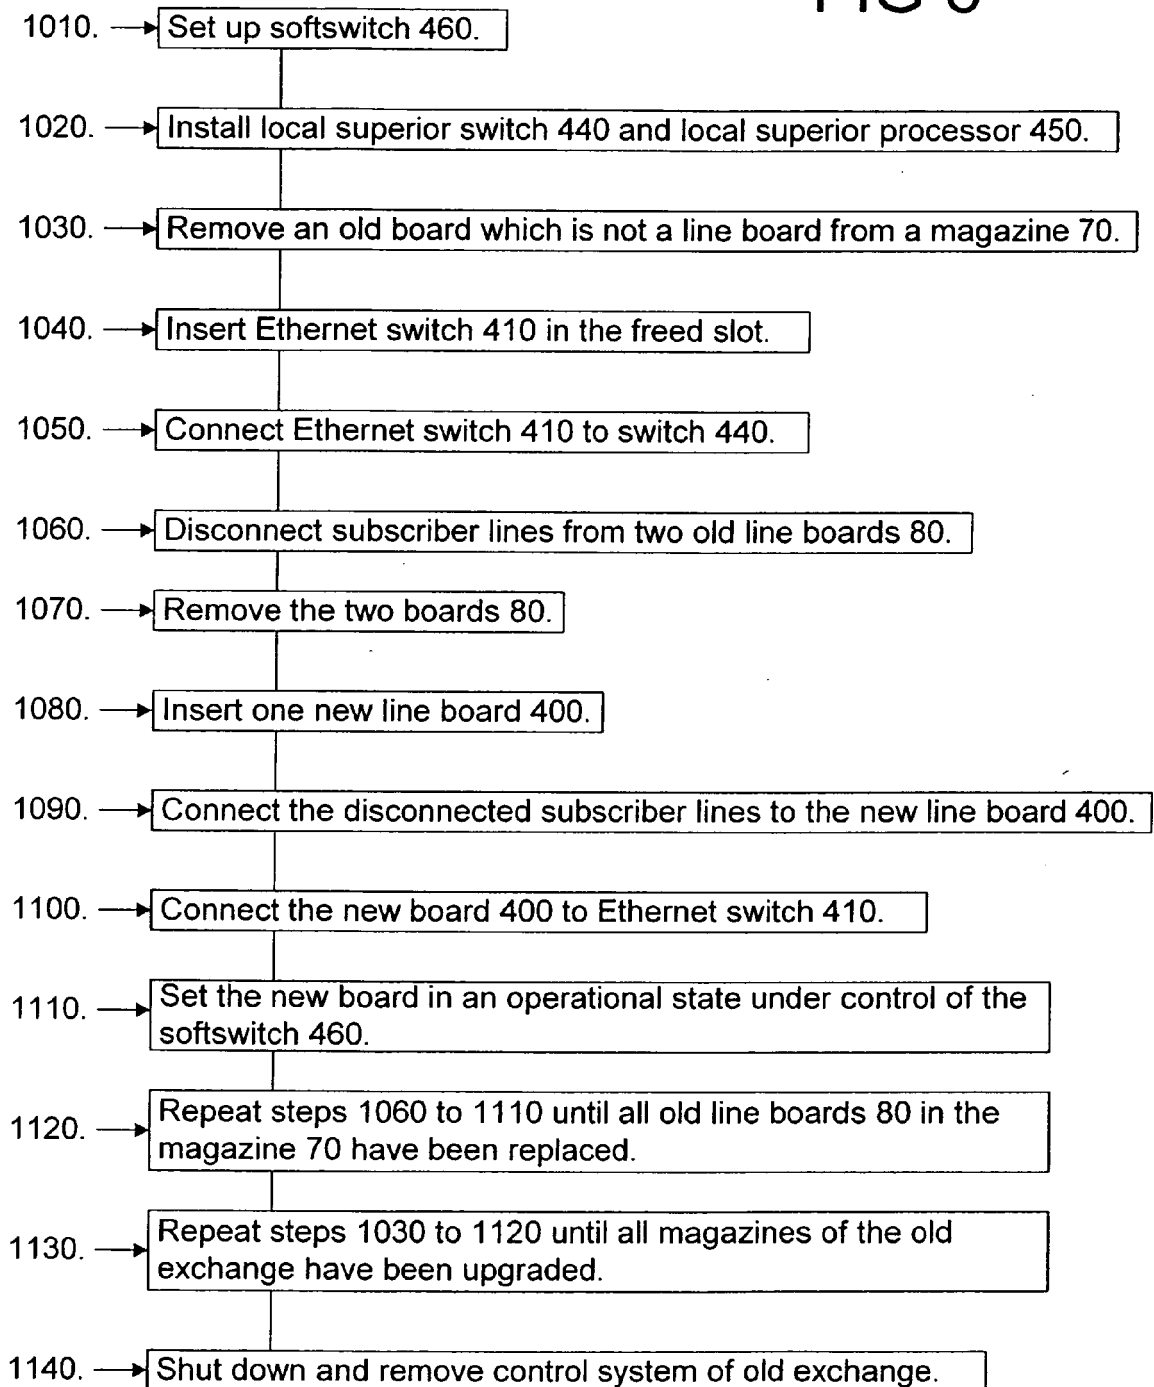 1010. Set up softswitch 460.
1020. Install local superior switch 440 and local superior processor 450.
1030. Remove an old board which is not a line board from a magazine 70.
1040. Insert Ethernet switch 410 in the freed slot.
1050. Connect Ethernet switch 410 to switch 440.
1060. Disconnect subscriber lines from two old line boards 80.
1070. Remove the two boards 80.
1080. Insert one new line board 400.
1090. Connect the disconnected subscriber lines to the new line board 400.
1100. Connect the new board 400 to Ethernet switch 410.
1110. Set the new board in an operational state under control of the
softswitch 460.
1120. Repeat steps 1060 to 1110 until all old line boards 80 in the
magazine 70 have been replaced.
1130. Repeat steps 1030 to 1120 until all magazines of the old
exchange have been upgraded.
1140. Shut down and remove control system of old exchange.